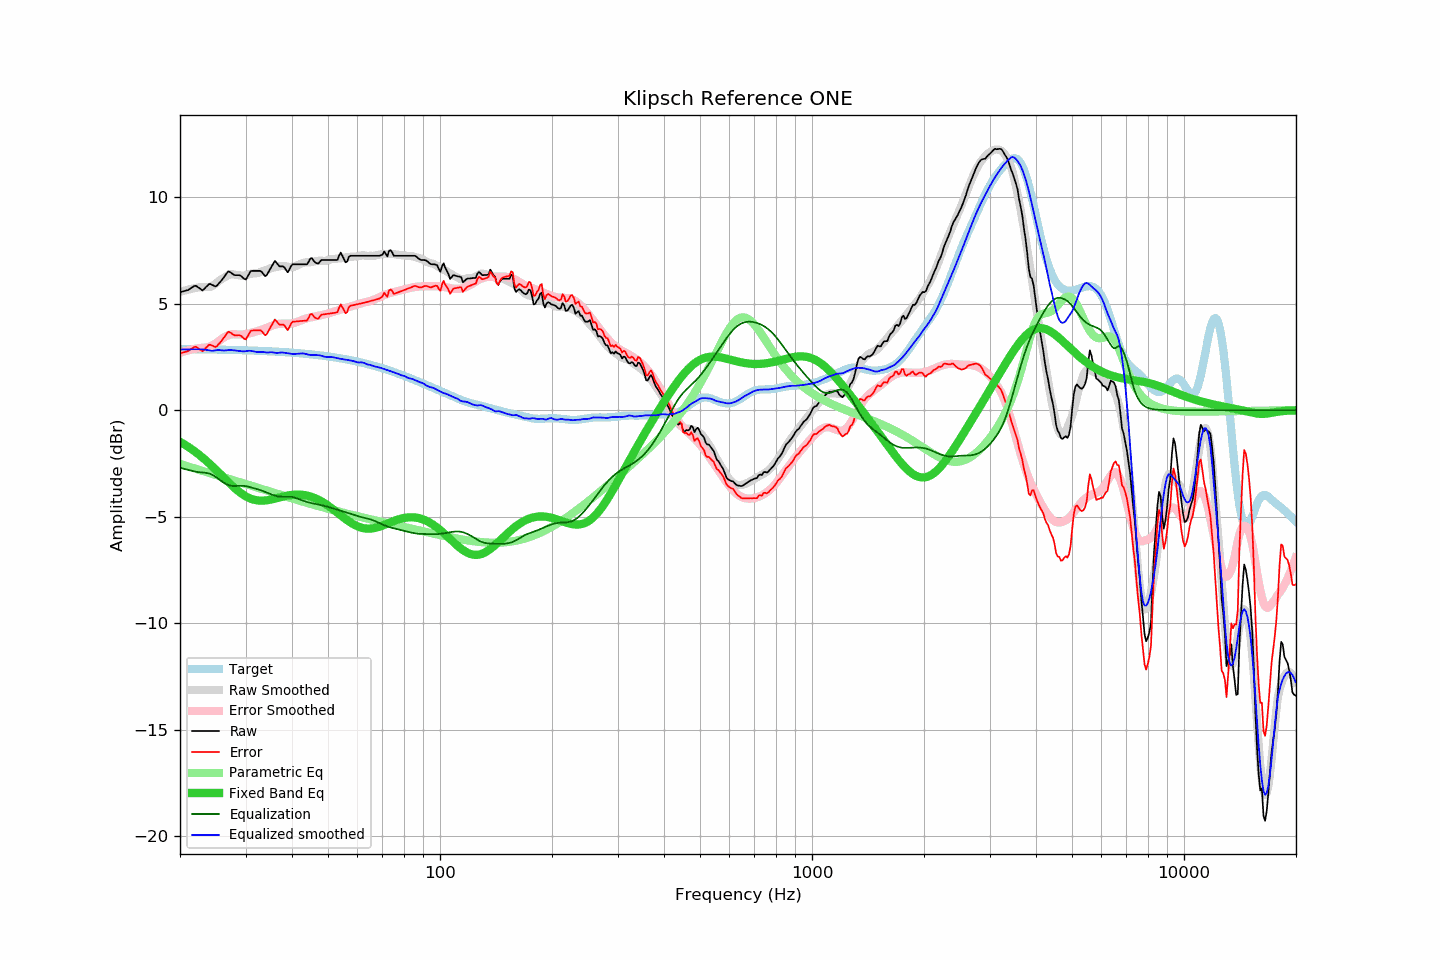 Klipsch Reference ONE
Amplitude (dBr)
10
5
0
−5
−10
−15
−20
Target
Raw Smoothed
Error Smoothed
Raw
Error
Parametric Eq
Fixed Band Eq
Equalization
Equalized smoothed
100 1000 10000
Frequency (Hz)